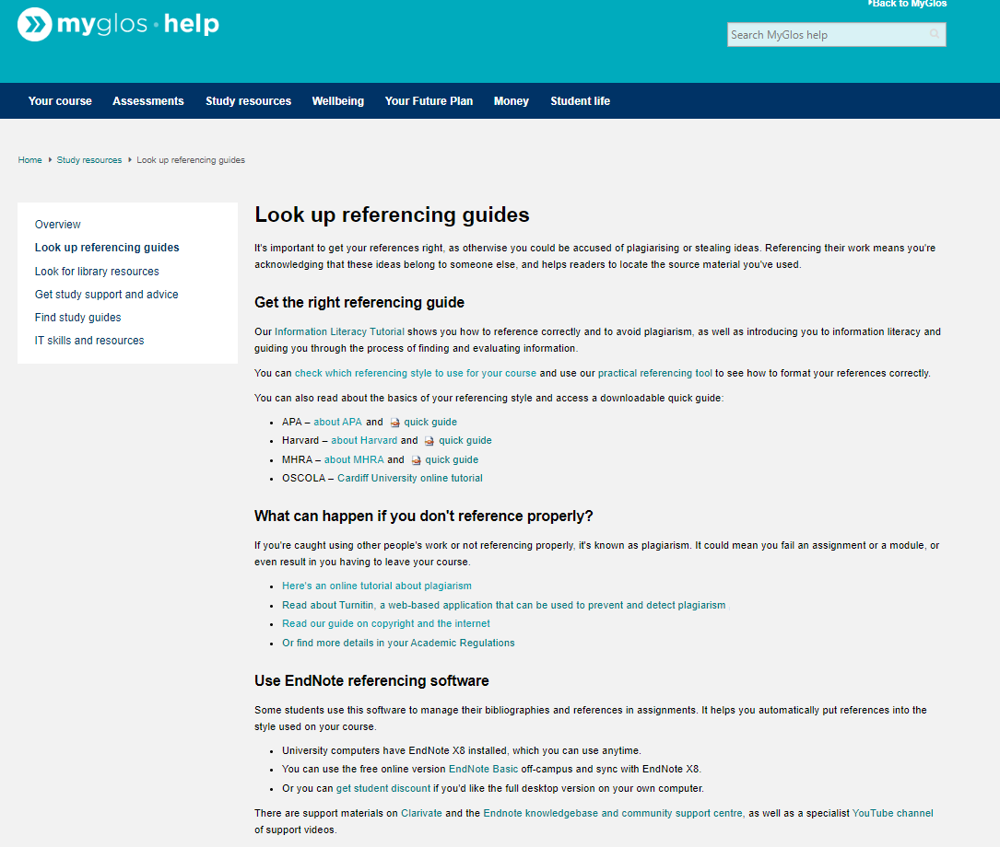 Back to MyGlos
myglos·help
Search MyGlos help
Your course Assessments Study resources Wellbeing Your Future Plan Money Student life
Home Study resources Look up referencing guides
Overview
Look up referencing guides
Look for library resources
Get study support and advice
Find study guides
IT skills and resources
Look up referencing guides
It's important to get your references right, as otherwise you could be accused of plagiarising or stealing ideas. Referencing their work means you're
acknowledging that these ideas belong to someone else, and helps readers to locate the source material you've used.
Get the right referencing guide
Our Information Literacy Tutorial shows you how to reference correctly and to avoid plagiarism, as well as introducing you to information literacy and
guiding you through the process of finding and evaluating information.
You can check which referencing style to use for your course and use our practical referencing tool to see how to format your references correctly.
You can also read about the basics of your referencing style and access a downloadable quick guide:
• APA – about APA and quick guide
• Harvard – about Harvard and quick guide
• MHRA – about MHRA and quick guide
• OSCOLA – Cardiff University online tutorial
What can happen if you don't reference properly?
If you're caught using other people's work or not referencing properly, it's known as plagiarism. It could mean you fail an assignment or a module, or
even result in you having to leave your course.
• Here's an online tutorial about plagiarism
• Read about Turnitin, a web-based application that can be used to prevent and detect plagiarism
• Read our guide on copyright and the internet
• Or find more details in your Academic Regulations
Use EndNote referencing software
Some students use this software to manage their bibliographies and references in assignments. It helps you automatically put references into the
style used on your course.
• University computers have EndNote X8 installed, which you can use anytime.
• You can use the free online version EndNote Basic off-campus and sync with EndNote X8.
• Or you can get student discount if you'd like the full desktop version on your own computer.
There are support materials on Clarivate and the Endnote knowledgebase and community support centre, as well as a specialist YouTube channel
of support videos.